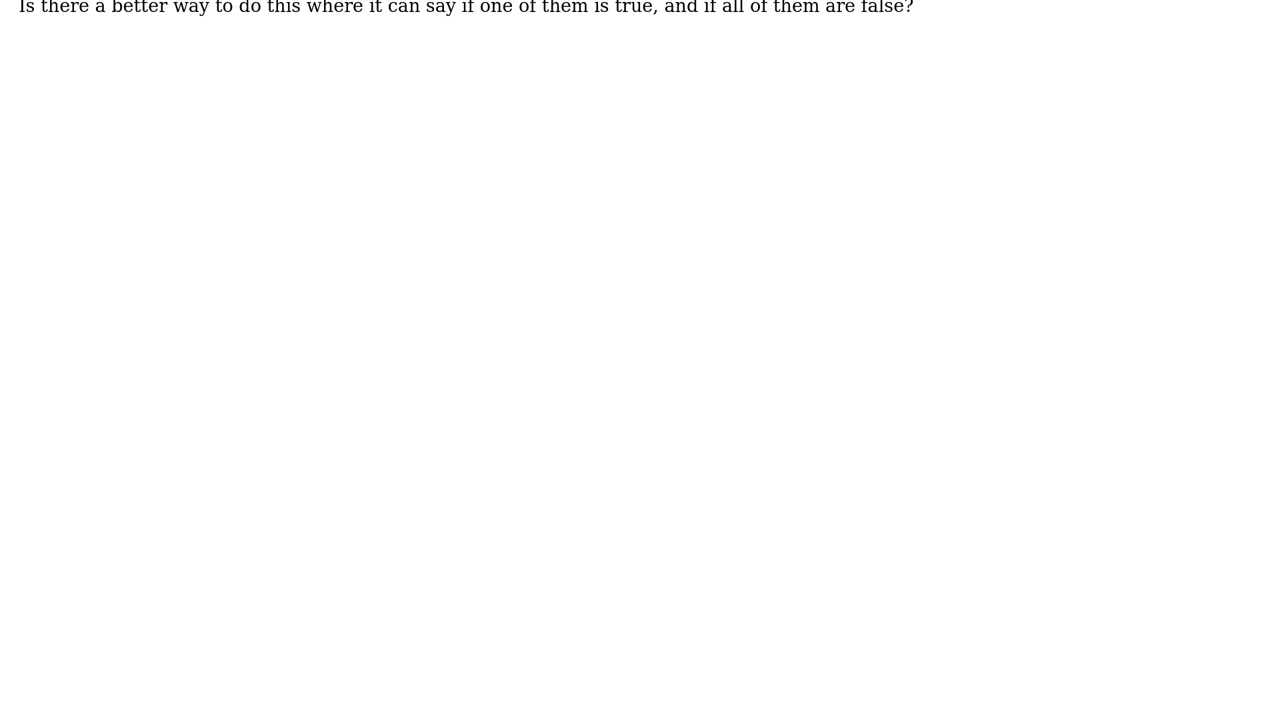 Is there a better way to do this where it can say if one of them is true, and if all of them are false?